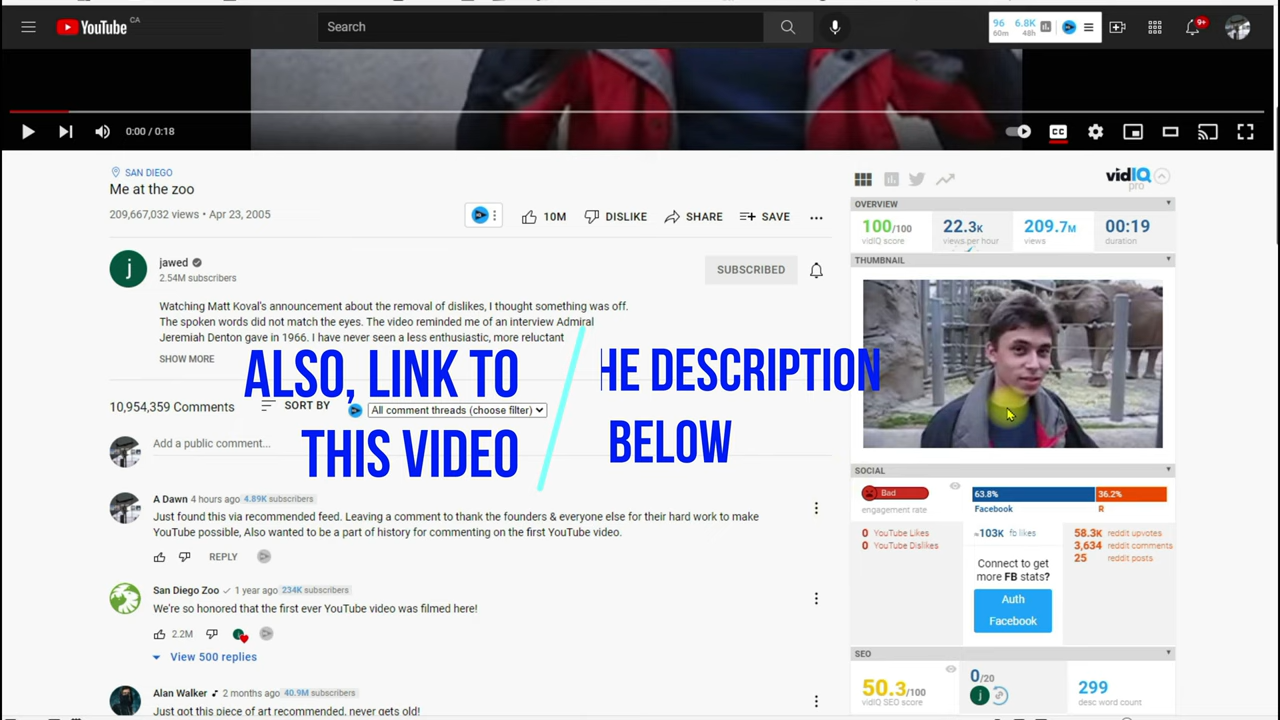 YouTube CA
Search
96 6.8K
60m 48h
9+
0:00 / 0:18
CC
SAN DIEGO
Me at the zoo
209,667,032 views • Apr 23, 2005
10M DISLIKE SHARE SAVE
j
jawed
2.54M subscribers
SUBSCRIBED
Watching Matt Koval's announcement about the removal of dislikes, I thought something was off.
The spoken words did not match the eyes. The video reminded me of an interview Admiral
Jeremiah Denton gave in 1966. I have never seen a less enthusiastic, more reluctant
SHOW MORE
ALSO, LINK TO
THIS VIDEO
HE DESCRIPTION
BELOW
10,954,359 Comments SORT BY All comment threads (choose filter)
Add a public comment...
A Dawn 4 hours ago 4.89K subscribers
Just found this via recommended feed. Leaving a comment to thank the founders & everyone else for their hard work to make
YouTube possible, Also wanted to be a part of history for commenting on the first YouTube video.
REPLY
San Diego Zoo 1 year ago 234K subscribers
We're so honored that the first ever YouTube video was filmed here!
2.2M
View 500 replies
Alan Walker 2 months ago 40.9M subscribers
Just got this piece of art recommended, never gets old!
vidIQ
pro
OVERVIEW
100/100 22.3K 209.7M 00:19
vidIQ score views per hour views duration
THUMBNAIL
SOCIAL
Bad
engagement rate
63.8% 36.2%
Facebook R
0 YouTube Likes
0 YouTube Dislikes
≈103K fb likes
Connect to get
more FB stats?
Auth
Facebook
58.3K reddit upvotes
3,634 reddit comments
25 reddit posts
SEO
50.3/100
vidIQ SEO score
0/20
j
299
desc word count